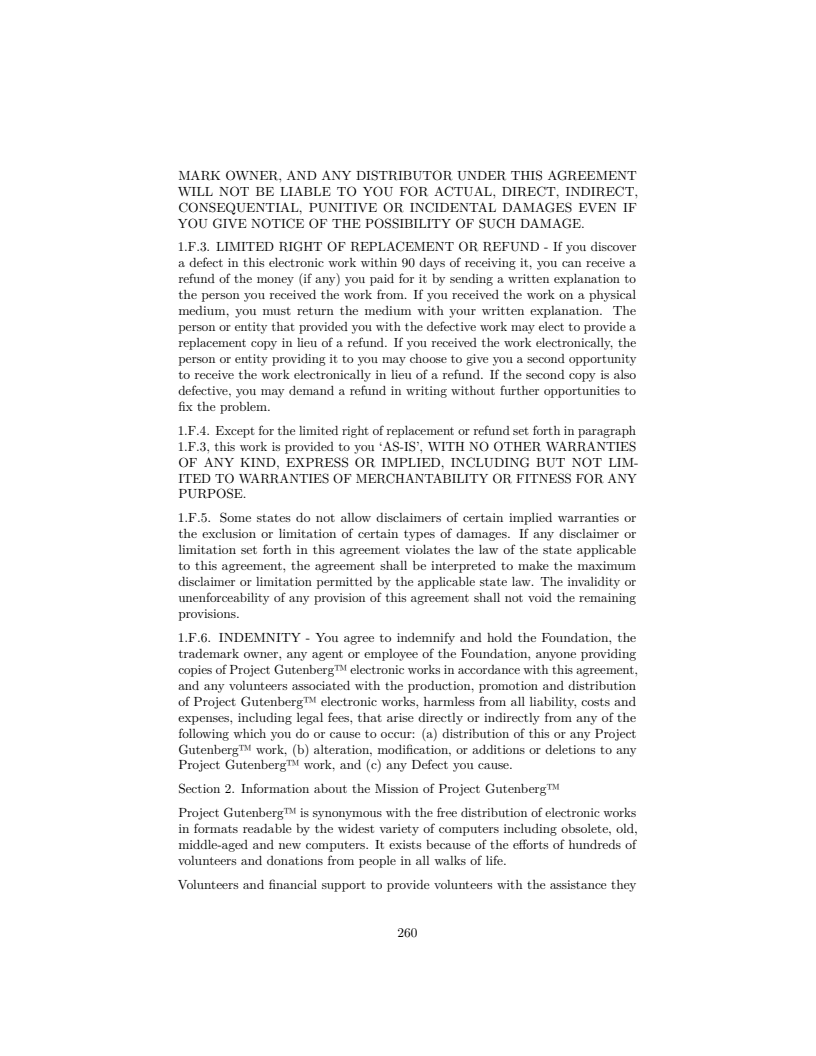 MARK OWNER, AND ANY DISTRIBUTOR UNDER THIS AGREEMENT
WILL NOT BE LIABLE TO YOU FOR ACTUAL, DIRECT, INDIRECT,
CONSEQUENTIAL, PUNITIVE OR INCIDENTAL DAMAGES EVEN IF
YOU GIVE NOTICE OF THE POSSIBILITY OF SUCH DAMAGE.
1.F.3. LIMITED RIGHT OF REPLACEMENT OR REFUND - If you discover
a defect in this electronic work within 90 days of receiving it, you can receive a
refund of the money (if any) you paid for it by sending a written explanation to
the person you received the work from. If you received the work on a physical
medium, you must return the medium with your written explanation. The
person or entity that provided you with the defective work may elect to provide a
replacement copy in lieu of a refund. If you received the work electronically, the
person or entity providing it to you may choose to give you a second opportunity
to receive the work electronically in lieu of a refund. If the second copy is also
defective, you may demand a refund in writing without further opportunities to
fix the problem.
1.F.4. Except for the limited right of replacement or refund set forth in paragraph
1.F.3, this work is provided to you ‘AS-IS’, WITH NO OTHER WARRANTIES
OF ANY KIND, EXPRESS OR IMPLIED, INCLUDING BUT NOT LIM-
ITED TO WARRANTIES OF MERCHANTABILITY OR FITNESS FOR ANY
PURPOSE.
1.F.5. Some states do not allow disclaimers of certain implied warranties or
the exclusion or limitation of certain types of damages. If any disclaimer or
limitation set forth in this agreement violates the law of the state applicable
to this agreement, the agreement shall be interpreted to make the maximum
disclaimer or limitation permitted by the applicable state law. The invalidity or
unenforceability of any provision of this agreement shall not void the remaining
provisions.
1.F.6. INDEMNITY - You agree to indemnify and hold the Foundation, the
trademark owner, any agent or employee of the Foundation, anyone providing
copies of Project Gutenberg™ electronic works in accordance with this agreement,
and any volunteers associated with the production, promotion and distribution
of Project Gutenberg™ electronic works, harmless from all liability, costs and
expenses, including legal fees, that arise directly or indirectly from any of the
following which you do or cause to occur: (a) distribution of this or any Project
Gutenberg™ work, (b) alteration, modification, or additions or deletions to any
Project Gutenberg™ work, and (c) any Defect you cause.
Section 2. Information about the Mission of Project Gutenberg™
Project Gutenberg™ is synonymous with the free distribution of electronic works
in formats readable by the widest variety of computers including obsolete, old,
middle-aged and new computers. It exists because of the efforts of hundreds of
volunteers and donations from people in all walks of life.
Volunteers and financial support to provide volunteers with the assistance they
260